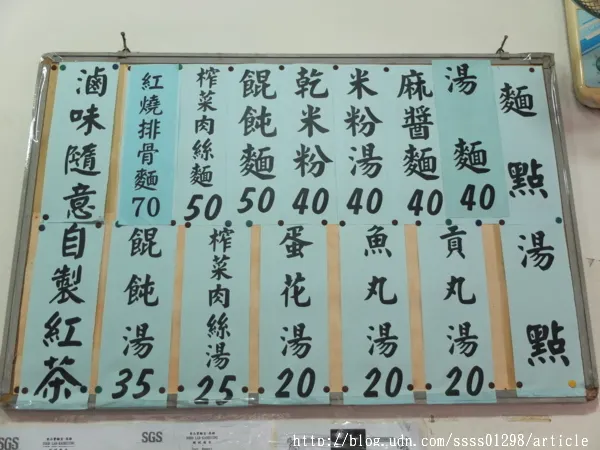 麵點
湯麵 40
麻醬麵 40
米粉湯 40
乾米粉 40
餛飩麵 50
榨菜肉絲麵 50
紅燒排骨麵 70
滷味隨意
湯點
貢丸湯 20
魚丸湯 20
蛋花湯 20
榨菜肉絲湯 25
餛飩湯 35
自製紅茶
SGS
SGS
SGS
http://blog.udn.com/ssss01298/article